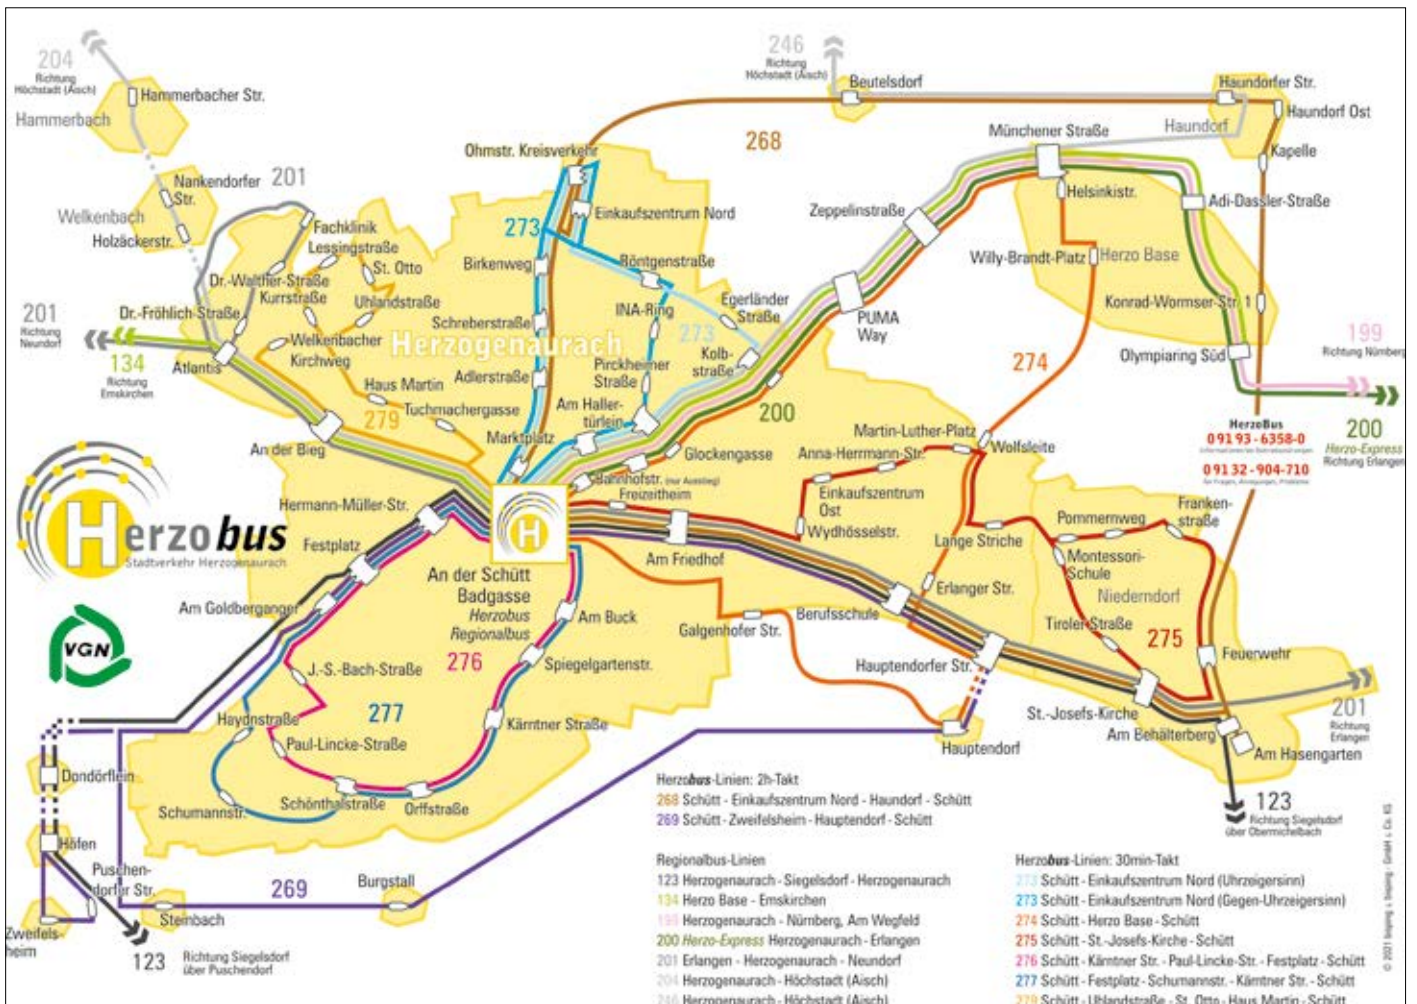 204
Richtung
Höchstadt (Aisch)
Hammerbacher Str.
Hammerbach
Nankendorfer
Str.
201
Welkenbach
Holzäckerstr.
246
Richtung
Höchstadt (Aisch)
Beutelsdorf
Haundorfer Str.
Haundorf Ost
Haundorf
Kapelle
268
Münchener Straße
Ohmstr. Kreisverkehr
Einkaufszentrum Nord
273
Helsinkistr.
Zeppelinstraße
Adi-Dassler-Straße
Fachklinik
Lessingstraße
St. Otto
Dr.-Walther-Straße
Kurrstraße
Uhlandstraße
Dr.-Fröhlich-Straße
Birkenweg
Röntgenstraße
Willy-Brandt-Platz
Herzo Base
Egerländer
Straße
INA-Ring
Konrad-Wormser-Str. 1
201
Richtung
Neundorf
Schreberstraße
273
PUMA
Way
199
Richtung Nürnberg
Welkenbacher
Kirchweg
Herzogenaurach
Kolb-
straße
Olympiaring Süd
134
Richtung
Emskirchen
Atlantis
Pirckheimer
Straße
274
Adlerstraße
Haus Martin
Am Haller-
türlein
Tuchmachergasse
279
200
Marktplatz
An der Bieg
Glockengasse
Martin-Luther-Platz
Anna-Herrmann-Str.
Wolfsleite
HerzoBus
0 91 93 - 6358-0
0 91 32 - 904-710
für Fragen, Anregungen, Probleme
200
Herzo-Express
Richtung Erlangen
Bahnhofstr. (nur Ausstieg)
Freizeitheim
Einkaufszentrum
Ost
Hermann-Müller-Str.
H
Wydhösselstr.
Lange Striche
Pommernweg
Franken-
straße
Herzobus
Stadtverkehr Herzogenaurach
Festplatz
Am Friedhof
Montessori-
Schule
An der Schütt
Badgasse
Herzobus
Regionalbus
Am Goldberganger
Erlanger Str.
Niederndorf
Berufsschule
Am Buck
Galgenhofer Str.
Tiroler Straße
275
VGN
276
J.-S.-Bach-Straße
Spiegelgartenstr.
Hauptendorfer Str.
Feuerwehr
277
Haydnstraße
Kärntner Straße
St.-Josefs-Kirche
201
Richtung
Erlangen
Paul-Lincke-Straße
Am Behälterberg
Hauptendorf
Am Hasengarten
Dondörflein
Schönthalstraße
Orffstraße
Schumannstr.
123
Richtung Siegelsdorf
über Obermichelbach
Höfen
Puschen-
dorfer Str.
269
Burgstall
Steinbach
Zweifels-
heim
123
Richtung Siegelsdorf
über Puschendorf
Herzobus-Linien: 2h-Takt
268 Schütt - Einkaufszentrum Nord - Haundorf - Schütt
269 Schütt - Zweifelsheim - Hauptendorf - Schütt
Regionalbus-Linien
123 Herzogenaurach - Siegelsdorf - Herzogenaurach
134 Herzo Base - Emskirchen
199 Herzogenaurach - Nürnberg, Am Wegfeld
200 Herzo-Express Herzogenaurach - Erlangen
201 Erlangen - Herzogenaurach - Neundorf
204 Herzogenaurach - Höchstadt (Aisch)
246 Herzogenaurach - Höchstadt (Aisch)
Herzobus-Linien: 30min-Takt
273 Schütt - Einkaufszentrum Nord (Uhrzeigersinn)
273 Schütt - Einkaufszentrum Nord (Gegen-Uhrzeigersinn)
274 Schütt - Herzo Base - Schütt
275 Schütt - St.-Josefs-Kirche - Schütt
276 Schütt - Kärntner Str. - Paul-Lincke-Str. - Festplatz - Schütt
277 Schütt - Festplatz - Schumannstr. - Kärntner Str. - Schütt
279 Schütt - Uhlandstraße - St. Otto - Haus Martin - Schütt